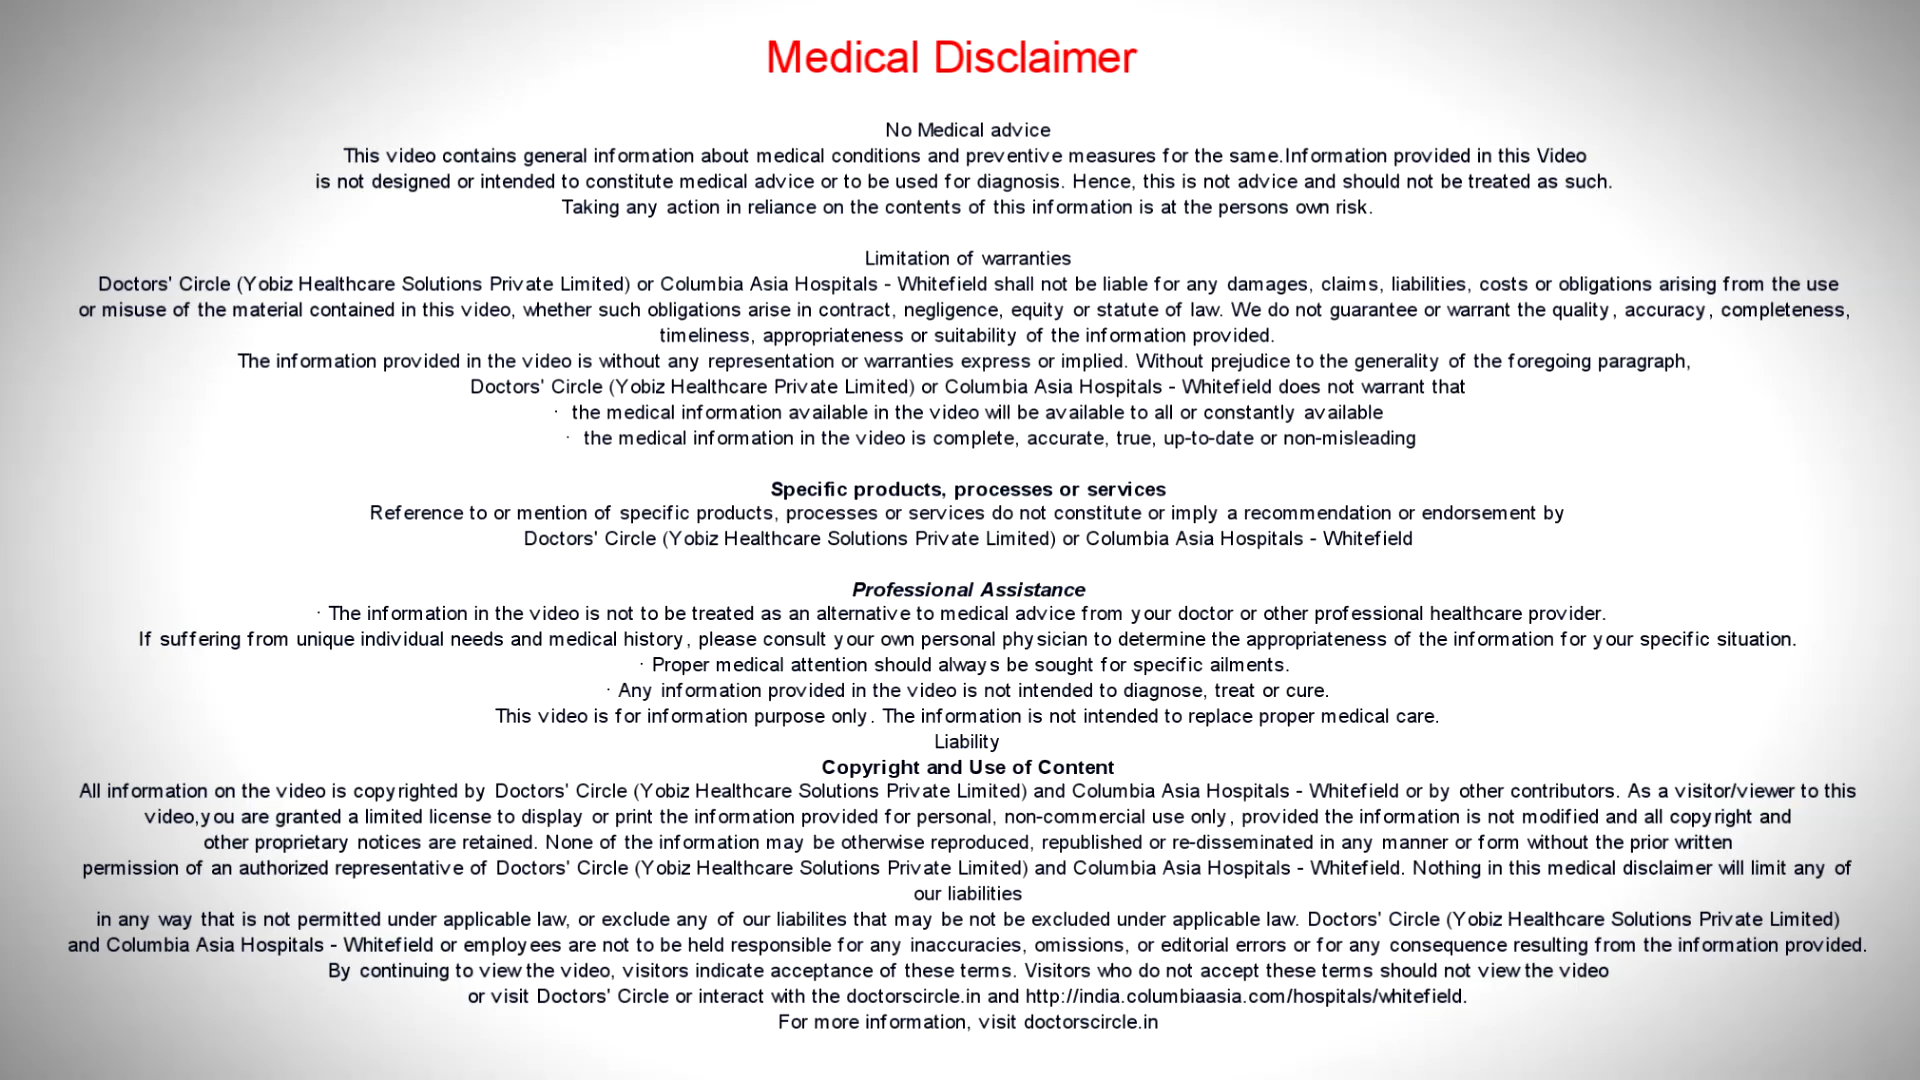 Medical Disclaimer
No Medical advice
This video contains general information about medical conditions and preventive measures for the same.Information provided in this Video
is not designed or intended to constitute medical advice or to be used for diagnosis. Hence, this is not advice and should not be treated as such.
Taking any action in reliance on the contents of this information is at the persons own risk.
Limitation of warranties
Doctors' Circle (Yobiz Healthcare Solutions Private Limited) or Columbia Asia Hospitals - Whitefield shall not be liable for any damages, claims, liabilities, costs or obligations arising from the use
or misuse of the material contained in this video, whether such obligations arise in contract, negligence, equity or statute of law. We do not guarantee or warrant the quality, accuracy, completeness,
timeliness, appropriateness or suitability of the information provided.
The information provided in the video is without any representation or warranties express or implied. Without prejudice to the generality of the foregoing paragraph,
Doctors' Circle (Yobiz Healthcare Private Limited) or Columbia Asia Hospitals - Whitefield does not warrant that
· the medical information available in the video will be available to all or constantly available
· the medical information in the video is complete, accurate, true, up-to-date or non-misleading
Specific products, processes or services
Reference to or mention of specific products, processes or services do not constitute or imply a recommendation or endorsement by
Doctors' Circle (Yobiz Healthcare Solutions Private Limited) or Columbia Asia Hospitals - Whitefield
Professional Assistance
· The information in the video is not to be treated as an alternative to medical advice from your doctor or other professional healthcare provider.
If suffering from unique individual needs and medical history, please consult your own personal physician to determine the appropriateness of the information for your specific situation.
· Proper medical attention should always be sought for specific ailments.
· Any information provided in the video is not intended to diagnose, treat or cure.
This video is for information purpose only. The information is not intended to replace proper medical care.
Liability
Copyright and Use of Content
All information on the video is copyrighted by Doctors' Circle (Yobiz Healthcare Solutions Private Limited) and Columbia Asia Hospitals - Whitefield or by other contributors. As a visitor/viewer to this
video,you are granted a limited license to display or print the information provided for personal, non-commercial use only, provided the information is not modified and all copyright and
other proprietary notices are retained. None of the information may be otherwise reproduced, republished or re-disseminated in any manner or form without the prior written
permission of an authorized representative of Doctors' Circle (Yobiz Healthcare Solutions Private Limited) and Columbia Asia Hospitals - Whitefield. Nothing in this medical disclaimer will limit any of
our liabilities
in any way that is not permitted under applicable law, or exclude any of our liabilites that may be not be excluded under applicable law. Doctors' Circle (Yobiz Healthcare Solutions Private Limited)
and Columbia Asia Hospitals - Whitefield or employees are not to be held responsible for any inaccuracies, omissions, or editorial errors or for any consequence resulting from the information provided.
By continuing to view the video, visitors indicate acceptance of these terms. Visitors who do not accept these terms should not view the video
or visit Doctors' Circle or interact with the doctorscircle.in and http://india.columbiaasia.com/hospitals/whitefield.
For more information, visit doctorscircle.in